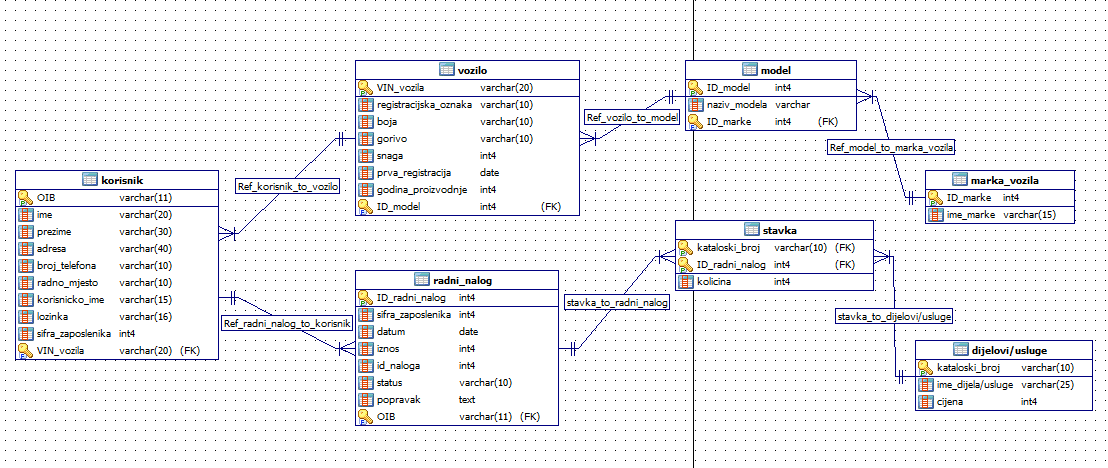 vozilo
VIN_vozila varchar(20)
registracijska_oznaka varchar(10)
boja varchar(10)
gorivo varchar(10)
snaga int4
prva_registracija date
godina_proizvodnje int4
ID_model int4 (FK)
model
ID_model int4
naziv_modela varchar
ID_marke int4 (FK)
Ref_vozilo_to_model
Ref_model_to_marka_vozila
marka_vozila
ID_marke int4
ime_marke varchar(15)
Ref_korisnik_to_vozilo
korisnik
OIB varchar(11)
ime varchar(20)
prezime varchar(30)
adresa varchar(40)
broj_telefona varchar(10)
radno_mjesto varchar(10)
korisnicko_ime varchar(15)
lozinka varchar(16)
sifra_zaposlenika int4
VIN_vozila varchar(20) (FK)
Ref_radni_nalog_to_korisnik
radni_nalog
ID_radni_nalog int4
sifra_zaposlenika int4
datum date
iznos int4
id_naloga int4
status varchar(10)
popravak text
OIB varchar(11) (FK)
stavka_to_radni_nalog
stavka
kataloski_broj varchar(10) (FK)
ID_radni_nalog int4 (FK)
kolicina int4
stavka_to_dijelovi/usluge
dijelovi/usluge
kataloski_broj varchar(10)
ime_dijela/usluge varchar(25)
cijena int4